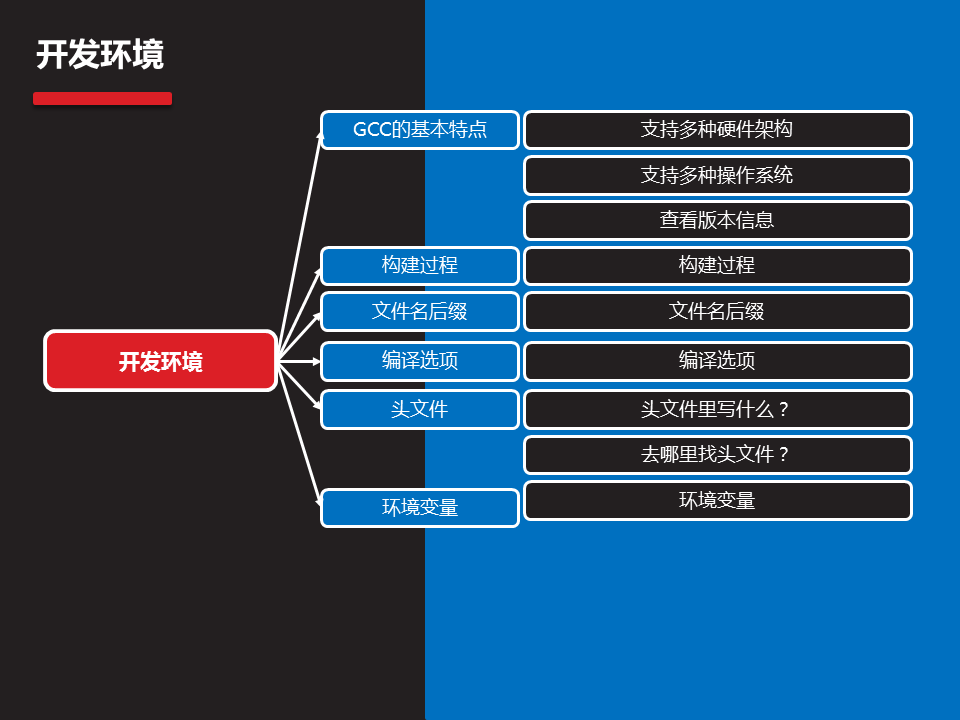 开发环境
GCC的基本特点
支持多种硬件架构
支持多种操作系统
查看版本信息
构建过程
构建过程
文件名后缀
文件名后缀
开发环境
编译选项
编译选项
头文件
头文件里写什么？
去哪里找头文件？
环境变量
环境变量